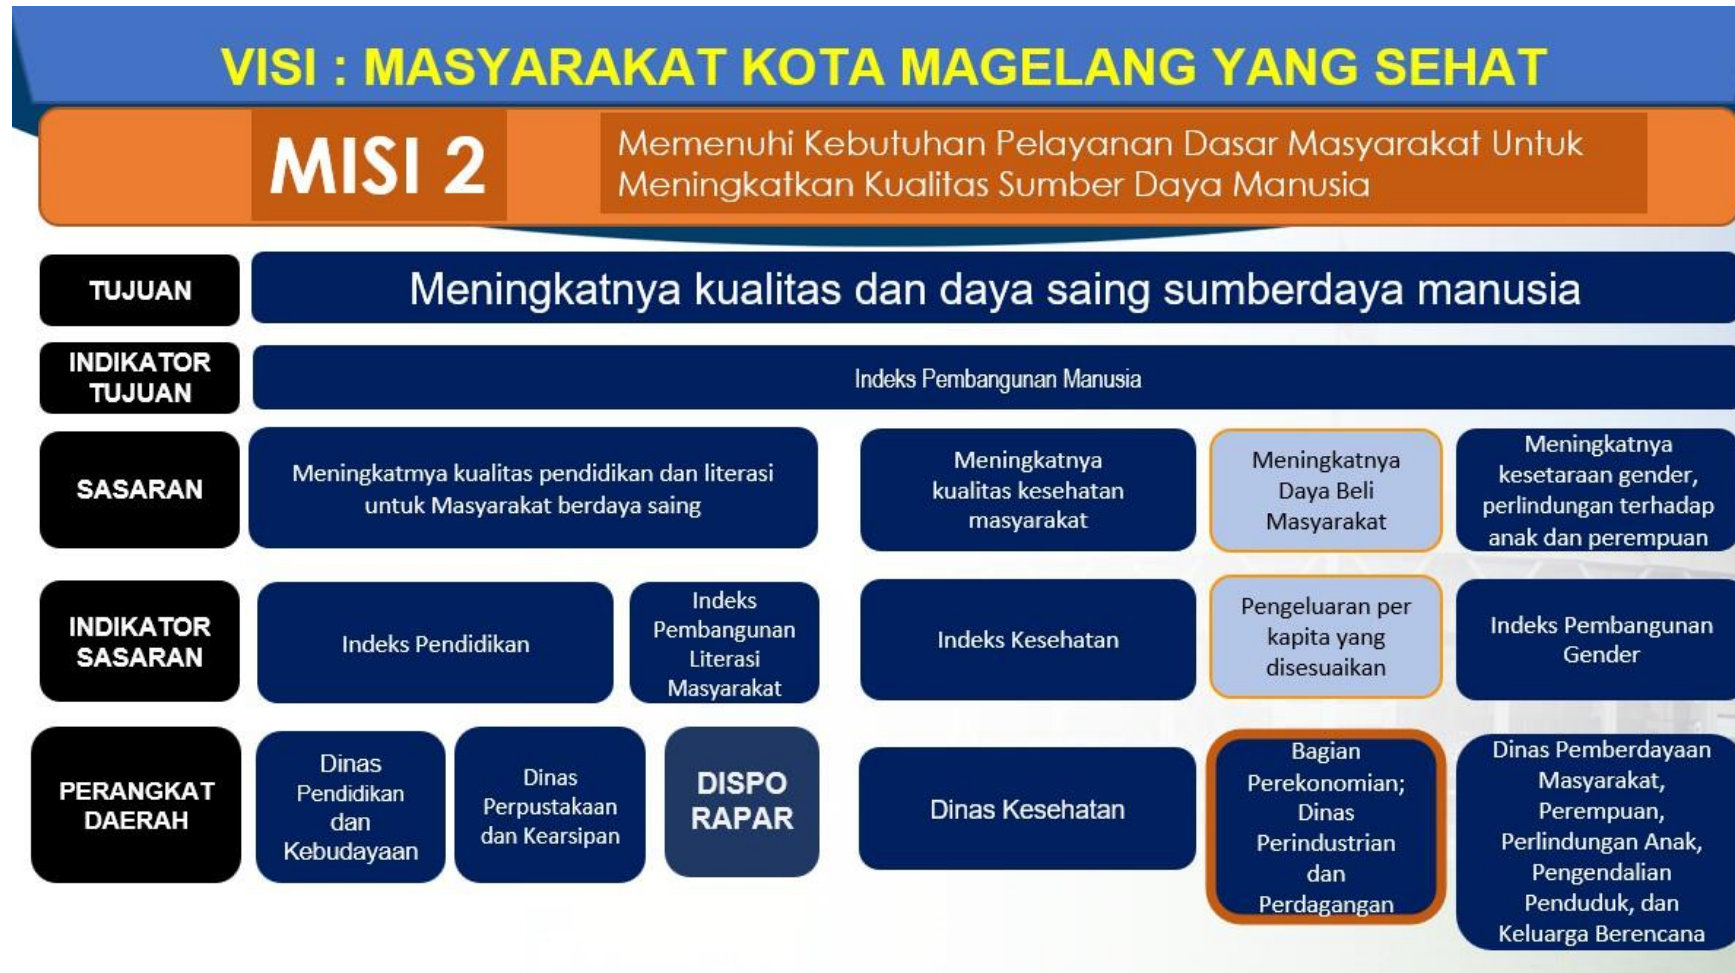 VISI : MASYARAKAT KOTA MAGELANG YANG SEHAT
MISI 2
Memenuhi Kebutuhan Pelayanan Dasar Masyarakat Untuk
Meningkatkan Kualitas Sumber Daya Manusia
TUJUAN
Meningkatnya kualitas dan daya saing sumberdaya manusia
INDIKATOR
TUJUAN
Indeks Pembangunan Manusia
SASARAN
Meningkatmya kualitas pendidikan dan literasi
untuk Masyarakat berdaya saing
Meningkatnya
kualitas kesehatan
masyarakat
Meningkatnya
Daya Beli
Masyarakat
Meningkatnya
kesetaraan gender,
perlindungan terhadap
anak dan perempuan
INDIKATOR
SASARAN
Indeks Pendidikan
Indeks
Pembangunan
Literasi
Masyarakat
Indeks Kesehatan
Pengeluaran per
kapita yang
disesuaikan
Indeks Pembangunan
Gender
PERANGKAT
DAERAH
Dinas
Pendidikan
dan
Kebudayaan
Dinas
Perpustakaan
dan Kearsipan
DISPO
RAPAR
Dinas Kesehatan
Bagian
Perekonomian;
Dinas
Perindustrian
dan
Perdagangan
Dinas Pemberdayaan
Masyarakat,
Perempuan,
Perlindungan Anak,
Pengendalian
Penduduk, dan
Keluarga Berencana